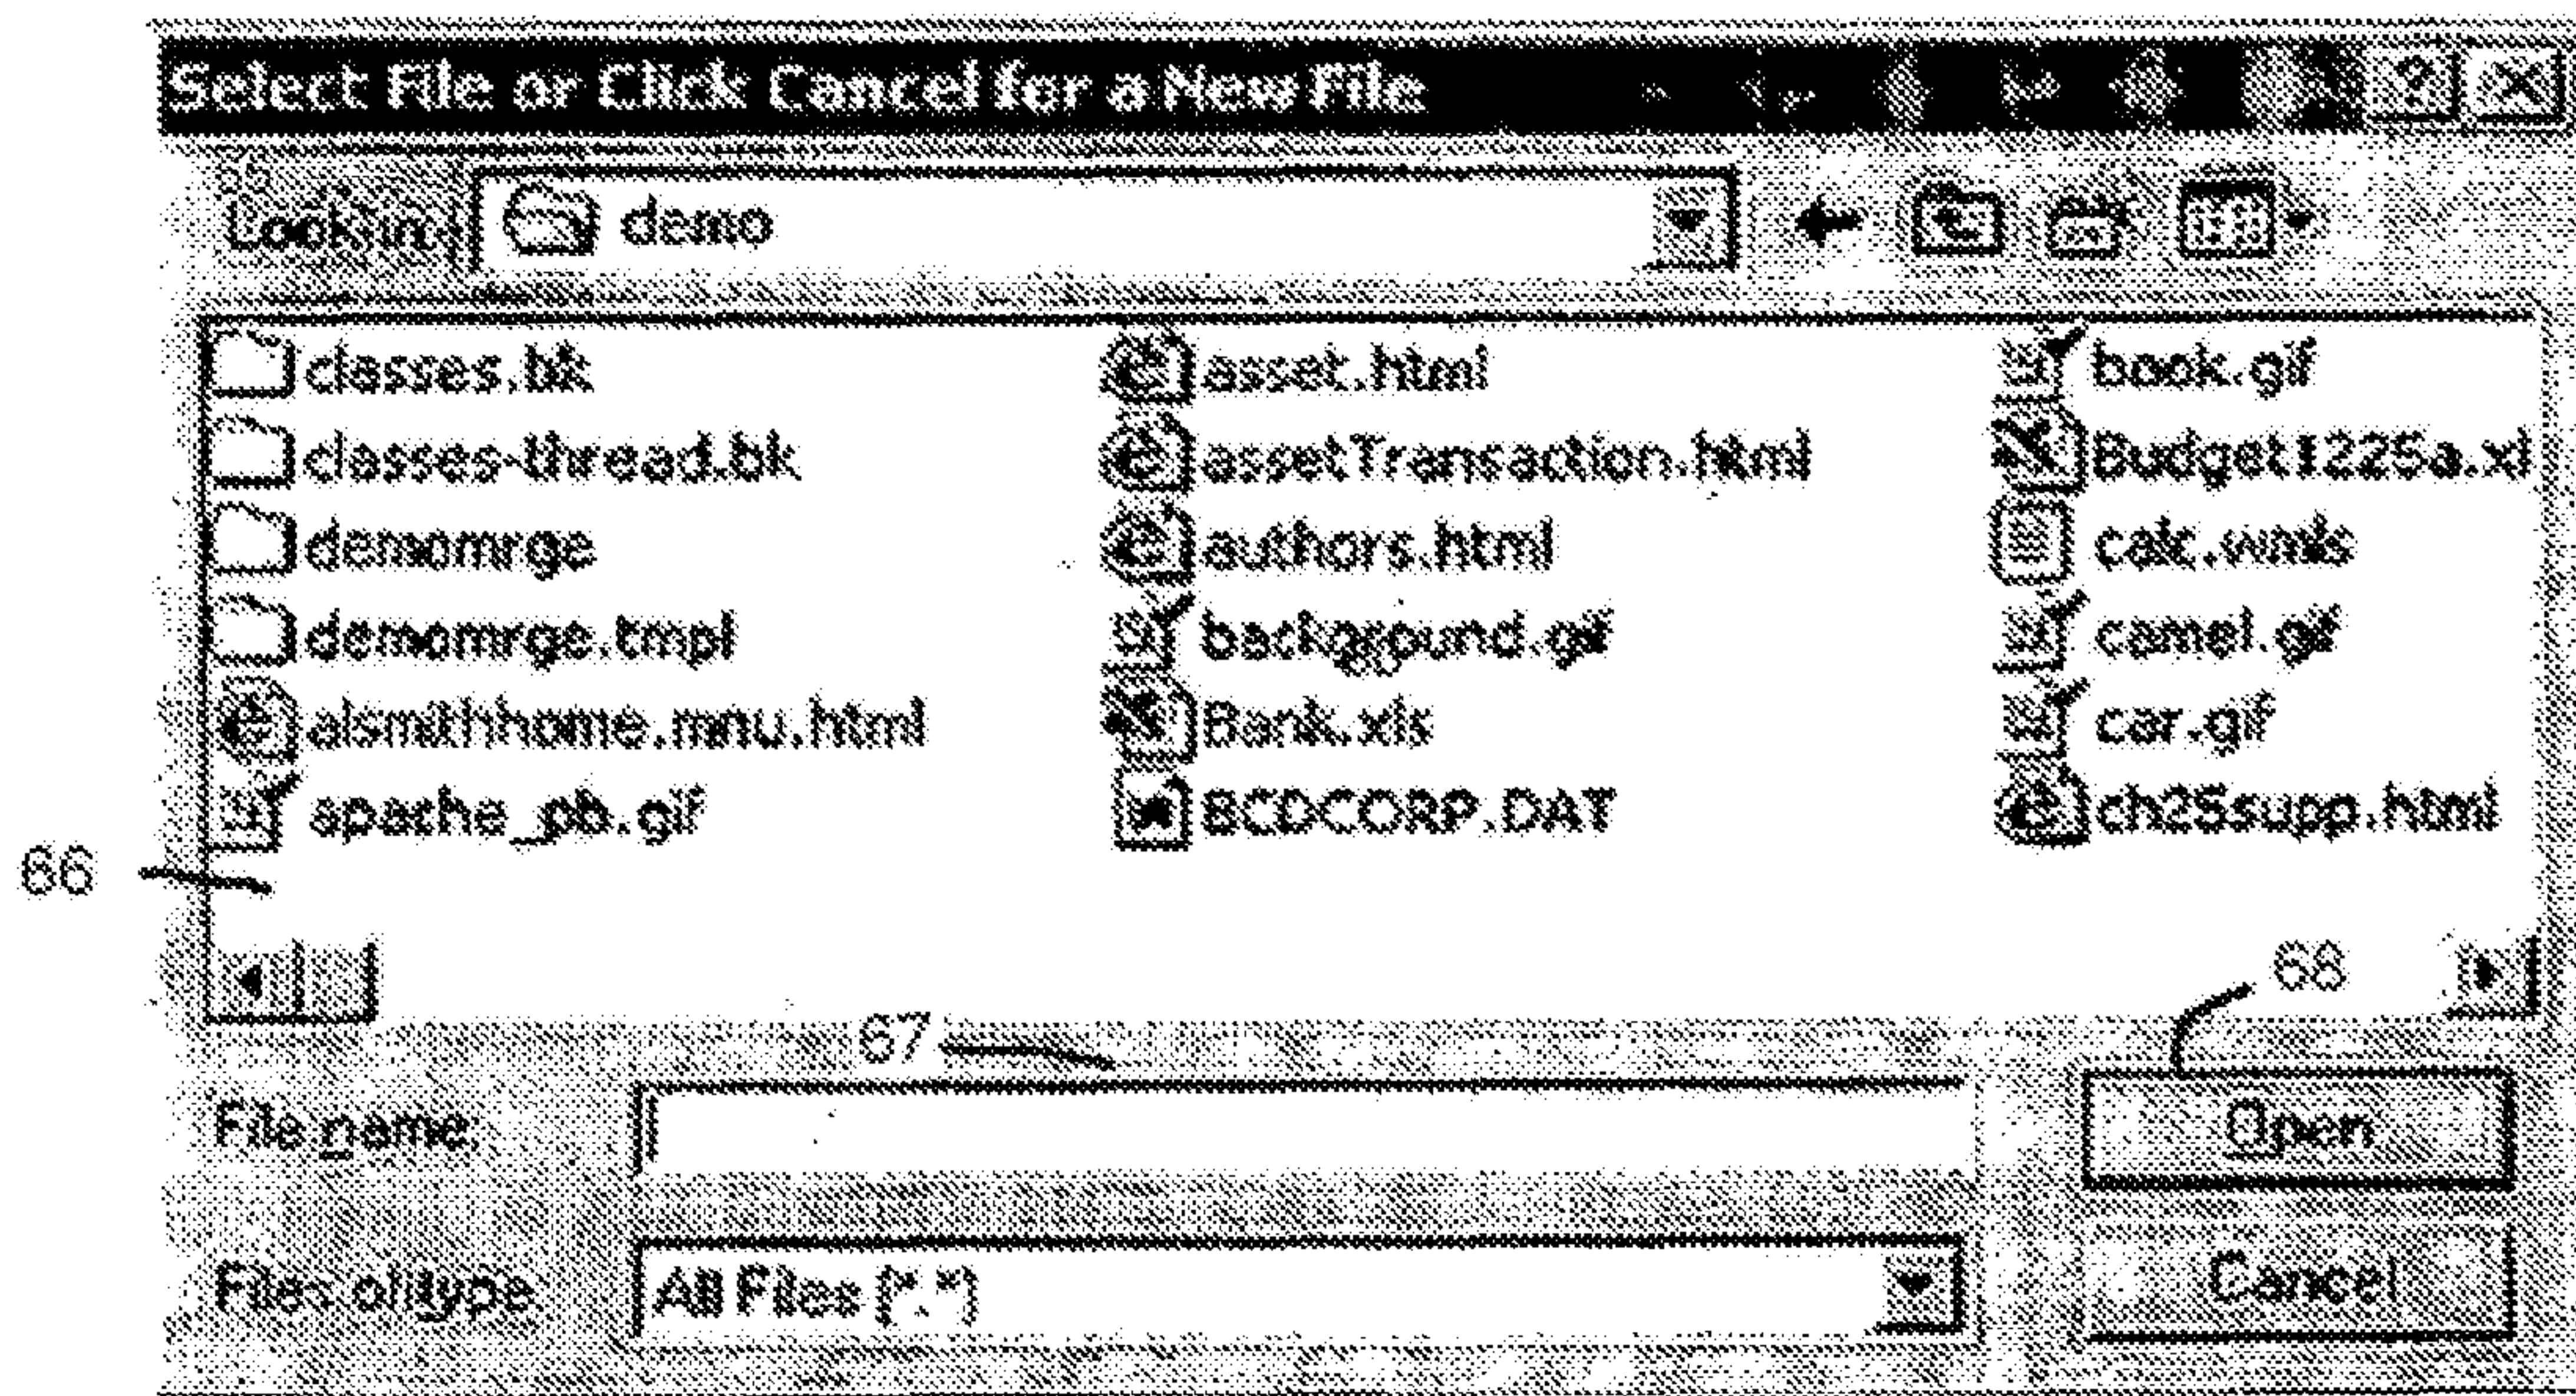 Select File or Click Cancel for a New File
65
Look in: demo
classes.bk asset.html book.gif
classes-thread.bk assetTransaction.html Budget1225a.xl
demomrge authors.html calc.wmls
demomrge.tmpl background.gif camel.gif
alsmithhome.mnu.html Bank.xls car.gif
apache_pb.gif BCDCORP.DAT ch25supp.html
66
68
67
File name Open
Files of type All Files (*.*) Cancel